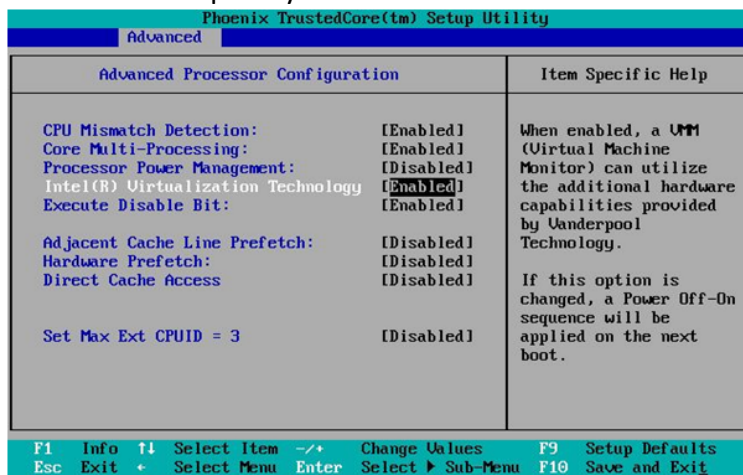 Phoenix TrustedCore(tm) Setup Utility
Advanced
Advanced Processor Configuration
Item Specific Help
CPU Mismatch Detection: [Enabled]
Core Multi-Processing: [Enabled]
Processor Power Management: [Disabled]
Intel(R) Virtualization Technology [Enabled]
Execute Disable Bit: [Enabled]
Adjacent Cache Line Prefetch: [Disabled]
Hardware Prefetch: [Disabled]
Direct Cache Access [Disabled]
Set Max Ext CPUID = 3 [Disabled]
When enabled, a VMM
(Virtual Machine
Monitor) can utilize
the additional hardware
capabilities provided
by Vanderpool
Technology.
If this option is
changed, a Power Off-On
sequence will be
applied on the next
boot.
F1 Info ↑↓ Select Item -/+ Change Values F9 Setup Defaults
Esc Exit ← Select Menu Enter Select ▶ Sub-Menu F10 Save and Exit